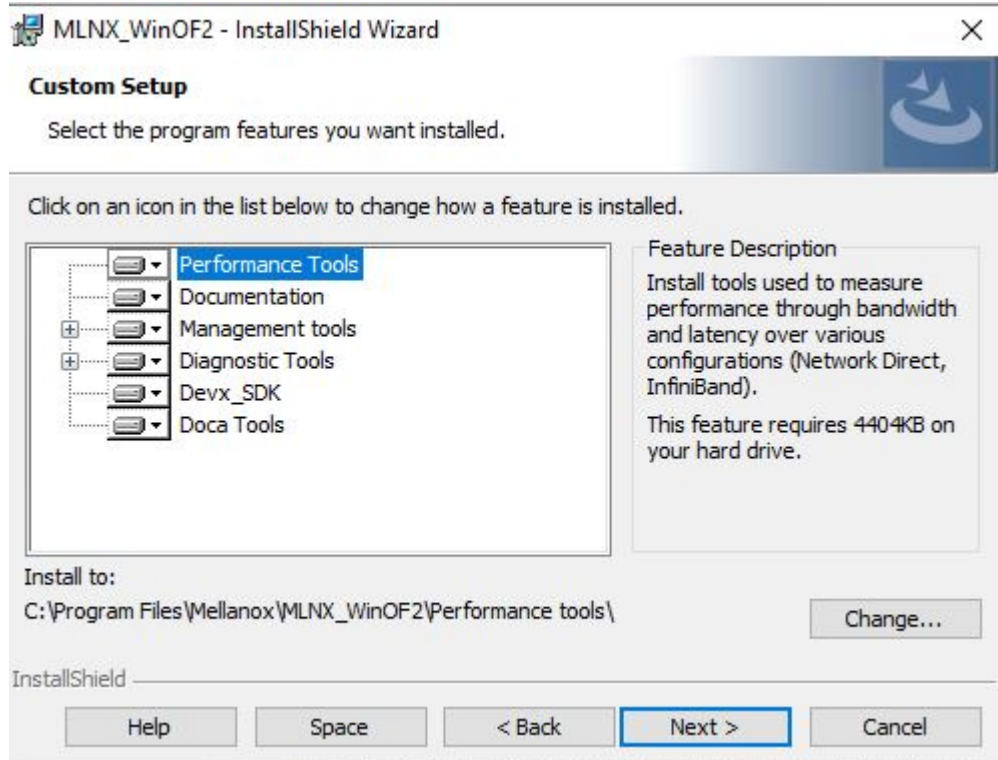 MLNX_WinOF2 - InstallShield Wizard
Custom Setup
Select the program features you want installed.
Click on an icon in the list below to change how a feature is installed.
Performance Tools
Documentation
Management tools
Diagnostic Tools
Devx_SDK
Doca Tools
Feature Description
Install tools used to measure
performance through bandwidth
and latency over various
configurations (Network Direct,
InfiniBand).
This feature requires 4404KB on
your hard drive.
Install to:
C:\Program Files\Mellanox\MLNX_WinOF2\Performance tools\
Change...
InstallShield
Help
Space
< Back
Next >
Cancel